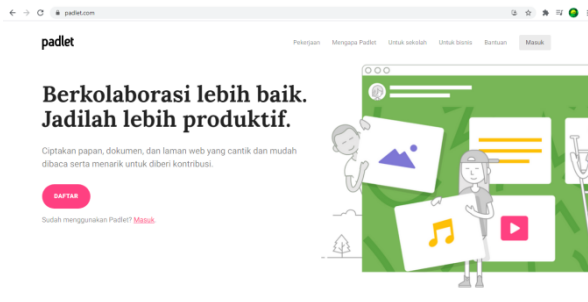 padlet.com
padlet
Pekerjaan Mengapa Padlet Untuk sekolah Untuk bisnis Bantuan Masuk
Berkolaborasi lebih baik.
Jadilah lebih produktif.
Ciptakan papan, dokumen, dan laman web yang cantik dan mudah
dibaca serta menarik untuk diberi kontribusi.
DAFTAR
Sudah menggunakan Padlet? Masuk.